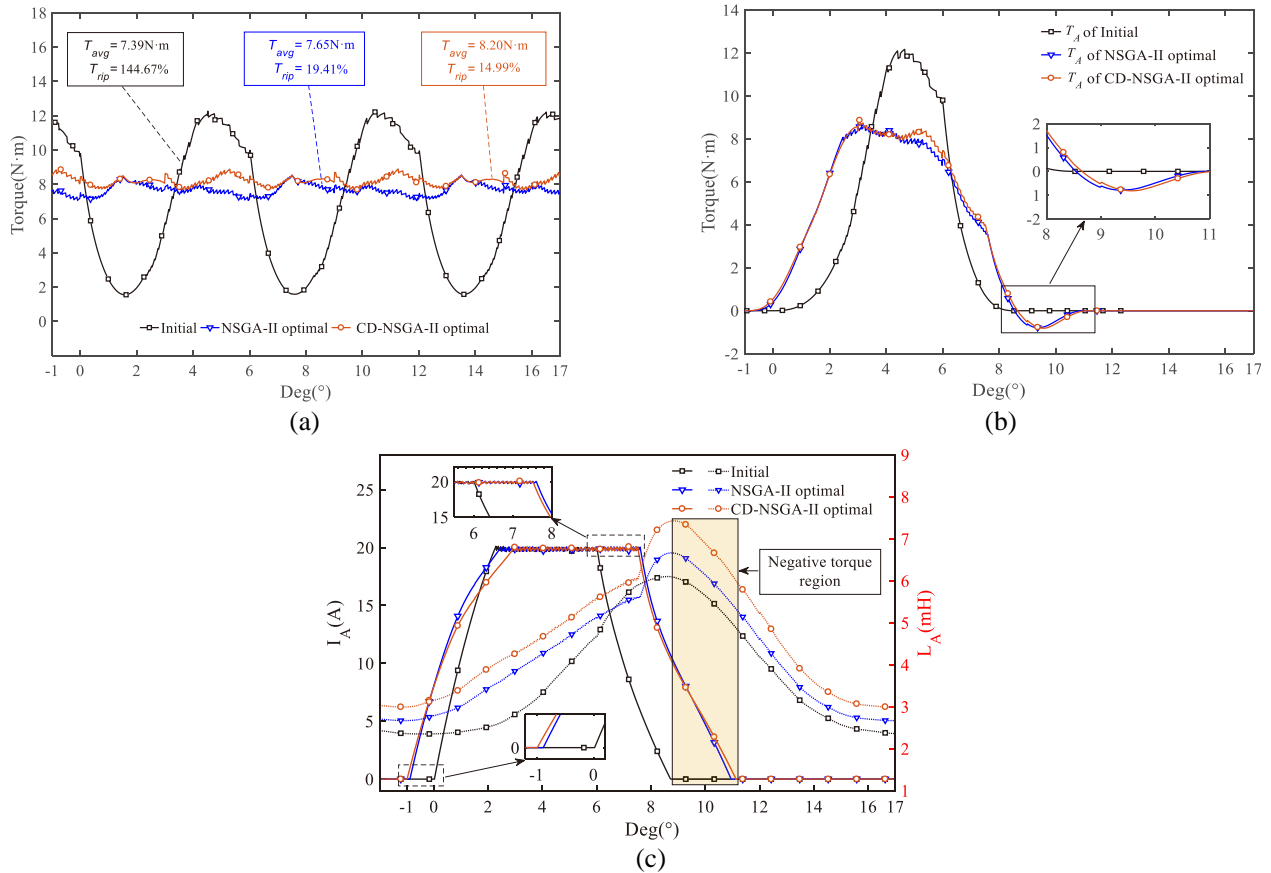 18
16
14
12
10
8
6
4
2
0
Torque(N·m)
T_avg = 7.39N·m
T_rip = 144.67%
T_avg = 7.65N·m
T_rip = 19.41%
T_avg = 8.20N·m
T_rip = 14.99%
Initial NSGA-II optimal CD-NSGA-II optimal
-1 0 2 4 6 8 10 12 14 16 17
Deg(°)
(a)
14
12
10
8
6
4
2
0
-2
Torque(N·m)
T_A of Initial
T_A of NSGA-II optimal
T_A of CD-NSGA-II optimal
2
1
0
-1
-2
8 9 10 11
-1 0 2 4 6 8 10 12 14 16 17
Deg(°)
(b)
25
20
15
10
5
0
I_A(A)
20
15
6 7 8
Initial
NSGA-II optimal
CD-NSGA-II optimal
Negative torque
region
0
-1 0
9
8
7
6
5
4
3
2
1
L_A(mH)
-1 0 2 4 6 8 10 12 14 16 17
Deg(°)
(c)